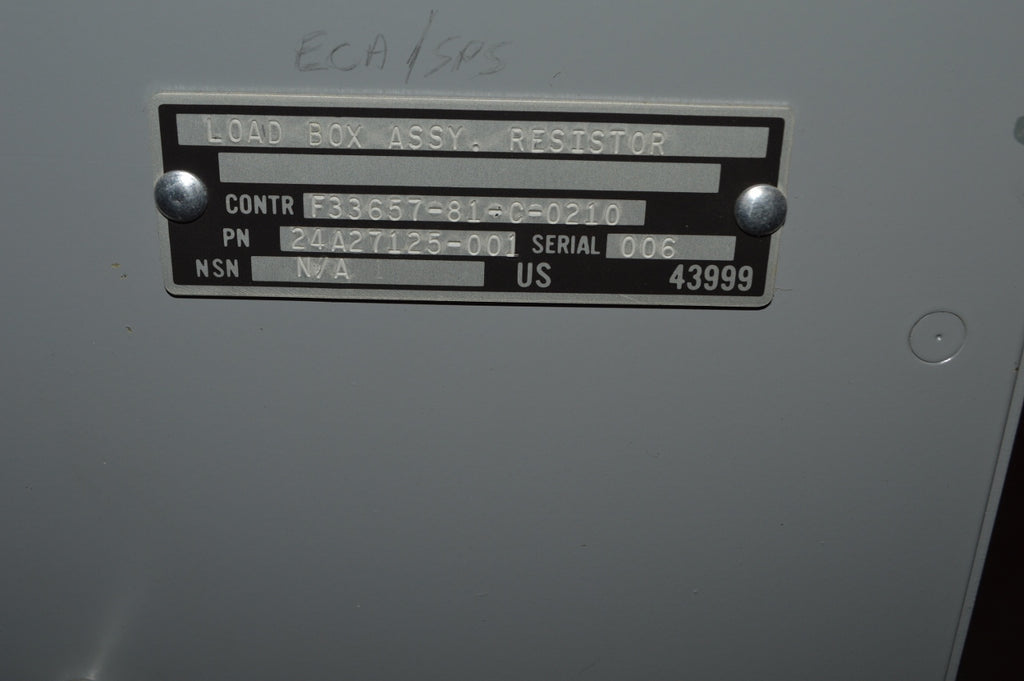 ECA/SPS
LOAD BOX ASSY. RESISTOR
CONTR F33657-81-C-0210
PN 24A27125-001 SERIAL 006
NSN N/A US 43999